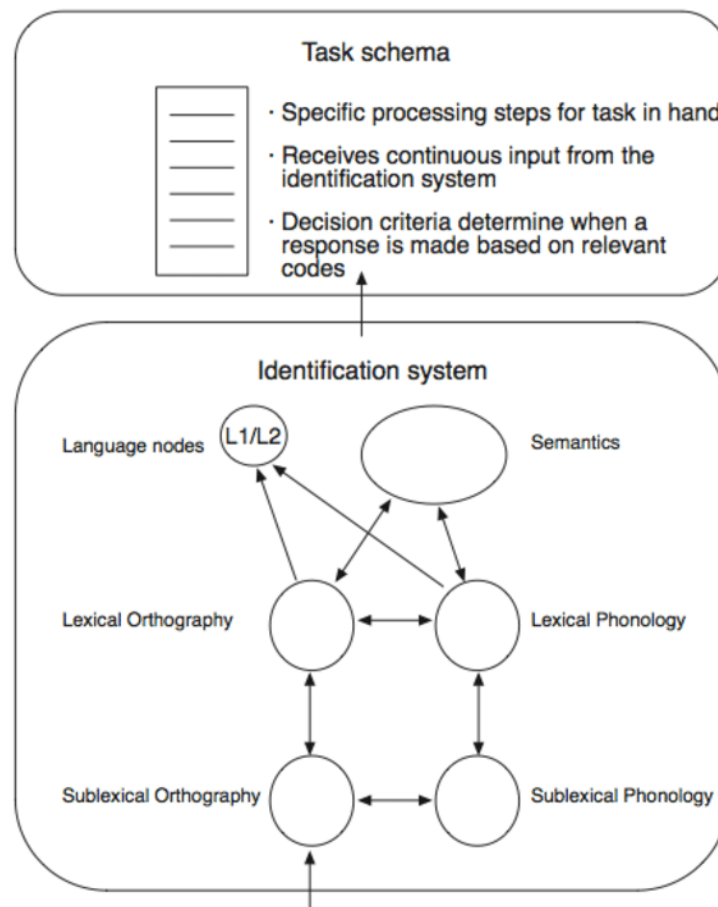 Task schema
· Specific processing steps for task in hand
· Receives continuous input from the
identification system
· Decision criteria determine when a
response is made based on relevant
codes
Identification system
Language nodes
L1/L2
Semantics
Lexical Orthography
Lexical Phonology
Sublexical Orthography
Sublexical Phonology